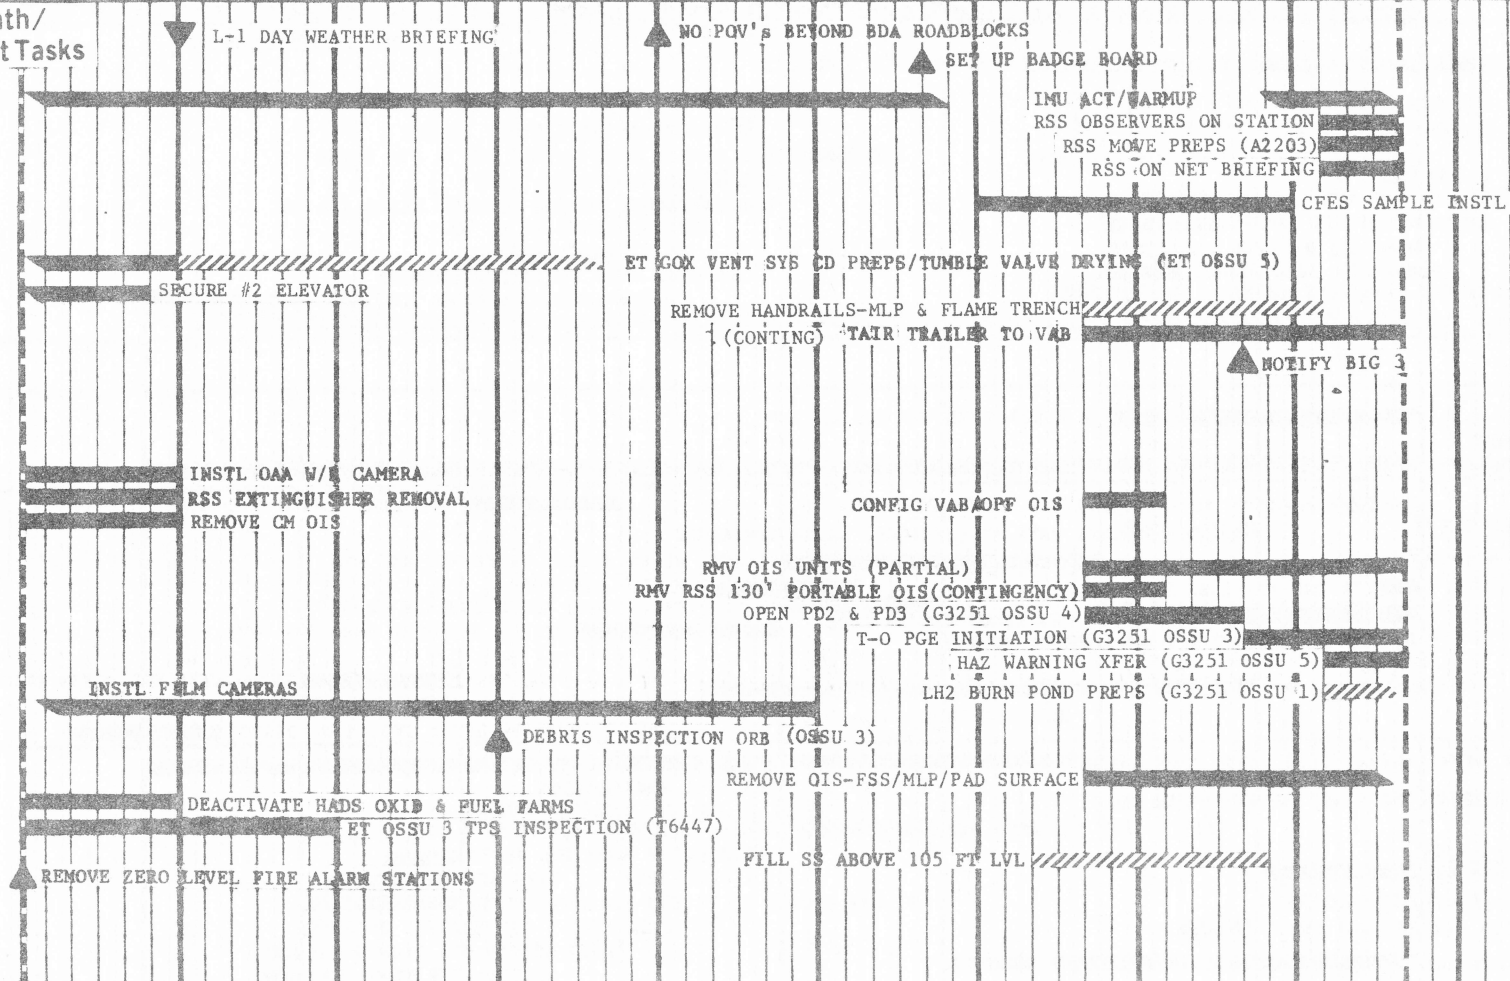 th/
t Tasks
L-1 DAY WEATHER BRIEFING
NO POV's BEYOND BDA ROADBLOCKS
SET UP BADGE BOARD
IMU ACT/WARMUP
RSS OBSERVERS ON STATION
RSS MOVE PREPS (A2203)
RSS ON NET BRIEFING
CFES SAMPLE INSTL
ET GOX VENT SYS CD PREPS/TUMBLE VALVE DRYING (ET OSSU 5)
SECURE #2 ELEVATOR
REMOVE HANDRAILS-MLP & FLAME TRENCH
(CONTING) TAIR TRAILER TO VAB
NOTIFY BIG 3
INSTL OAA W/R CAMERA
RSS EXTINGUISHER REMOVAL
CONFIG VAB/OPF OIS
REMOVE CM OIS
RMV OIS UNITS (PARTIAL)
RMV RSS 130' PORTABLE OIS(CONTINGENCY)
OPEN PD2 & PD3 (G3251 OSSU 4)
T-0 PGE INITIATION (G3251 OSSU 3)
HAZ WARNING XFER (G3251 OSSU 5)
INSTL FILM CAMERAS
LH2 BURN POND PREPS (G3251 OSSU 1)
DEBRIS INSPECTION ORB (OSSU 3)
REMOVE OIS-FSS/MLP/PAD SURFACE
DEACTIVATE HADS OXID & FUEL FARMS
ET OSSU 3 TPS INSPECTION (T6447)
FILL SS ABOVE 105 FT LVL
REMOVE ZERO LEVEL FIRE ALARM STATIONS